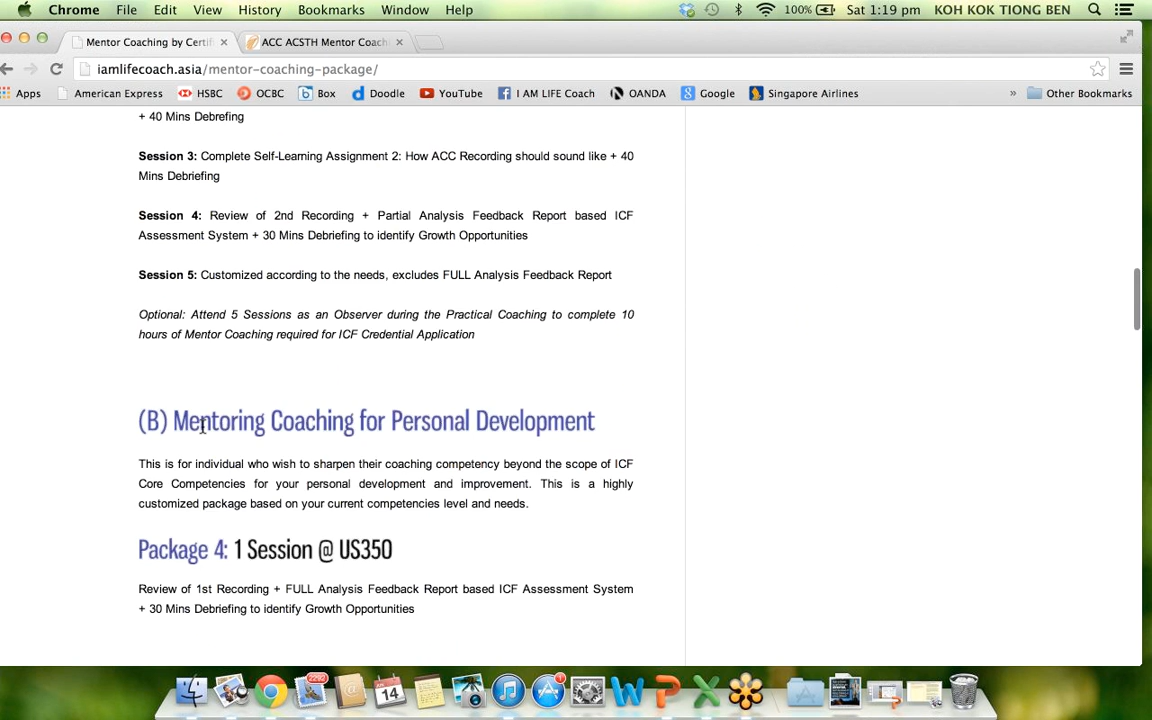 Chrome File Edit View History Bookmarks Window Help 100% Sat 1:19 pm KOH KOK TIONG BEN
Mentor Coaching by Certif × ACC ACSTH Mentor Coach ×
iamlifecoach.asia/mentor-coaching-package/
Apps American Express HSBC OCBC Box Doodle YouTube I AM LIFE Coach OANDA Google Singapore Airlines » Other Bookmarks
+ 40 Mins Debrefing
Session 3: Complete Self-Learning Assignment 2: How ACC Recording should sound like + 40
Mins Debriefing
Session 4: Review of 2nd Recording + Partial Analysis Feedback Report based ICF
Assessment System + 30 Mins Debriefing to identify Growth Opportunities
Session 5: Customized according to the needs, excludes FULL Analysis Feedback Report
Optional: Attend 5 Sessions as an Observer during the Practical Coaching to complete 10
hours of Mentor Coaching required for ICF Credential Application
(B) Mentoring Coaching for Personal Development
This is for individual who wish to sharpen their coaching competency beyond the scope of ICF
Core Competencies for your personal development and improvement. This is a highly
customized package based on your current competencies level and needs.
Package 4: 1 Session @ US350
Review of 1st Recording + FULL Analysis Feedback Report based ICF Assessment System
+ 30 Mins Debriefing to identify Growth Opportunities
2292
14